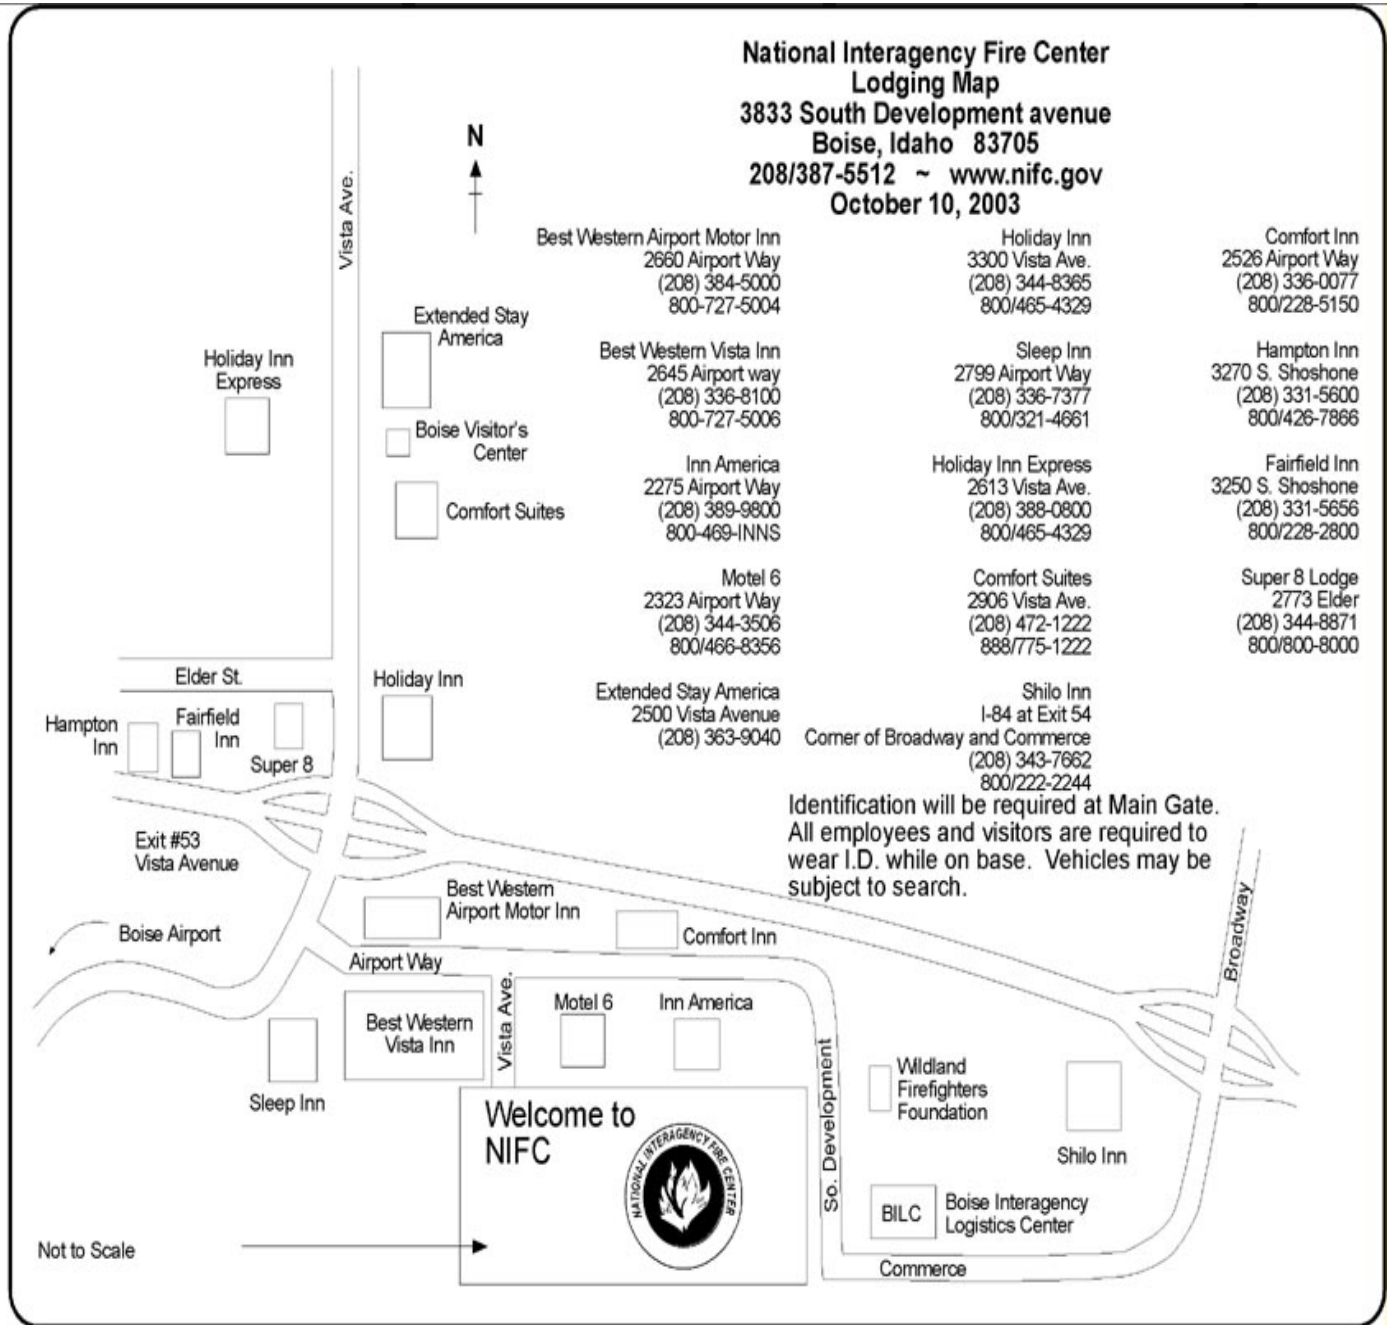 National Interagency Fire Center
Lodging Map
3833 South Development avenue
Boise, Idaho 83705
208/387-5512 ~ www.nifc.gov
October 10, 2003
N
Vista Ave.
Best Western Airport Motor Inn
2660 Airport Way
(208) 384-5000
800-727-5004
Best Western Vista Inn
2645 Airport way
(208) 336-8100
800-727-5006
Inn America
2275 Airport Way
(208) 389-9800
800-469-INNS
Motel 6
2323 Airport Way
(208) 344-3506
800/466-8356
Extended Stay America
2500 Vista Avenue
(208) 363-9040
Holiday Inn
3300 Vista Ave.
(208) 344-8365
800/465-4329
Sleep Inn
2799 Airport Way
(208) 336-7377
800/321-4661
Holiday Inn Express
2613 Vista Ave.
(208) 388-0800
800/465-4329
Comfort Suites
2906 Vista Ave.
(208) 472-1222
888/775-1222
Shilo Inn
I-84 at Exit 54
Corner of Broadway and Commerce
(208) 343-7662
800/222-2244
Comfort Inn
2526 Airport Way
(208) 336-0077
800/228-5150
Hampton Inn
3270 S. Shoshone
(208) 331-5600
800/426-7866
Fairfield Inn
3250 S. Shoshone
(208) 331-5656
800/228-2800
Super 8 Lodge
2773 Elder
(208) 344-8871
800/800-8000
Identification will be required at Main Gate.
All employees and visitors are required to
wear I.D. while on base. Vehicles may be
subject to search.
Extended Stay
America
Holiday Inn
Express
Boise Visitor's
Center
Comfort Suites
Elder St.
Holiday Inn
Hampton
Inn
Fairfield
Inn
Super 8
Exit #53
Vista Avenue
Boise Airport
Best Western
Airport Motor Inn
Comfort Inn
Airport Way
Broadway
Best Western
Vista Inn
Vista Ave.
Motel 6
Inn America
Sleep Inn
So. Development
Wildland
Firefighters
Foundation
Shilo Inn
Welcome to
NIFC
NATIONAL INTERAGENCY FIRE CENTER
BILC
Boise Interagency
Logistics Center
Not to Scale
Commerce